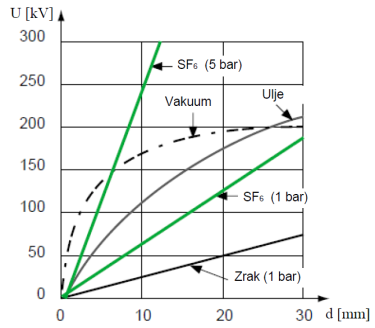 U [kV]
300
SF₆ (5 bar)
250
Vakuum
Ulje
200
150
SF₆ (1 bar)
100
50
Zrak (1 bar)
0
0 10 20 30 d [mm]